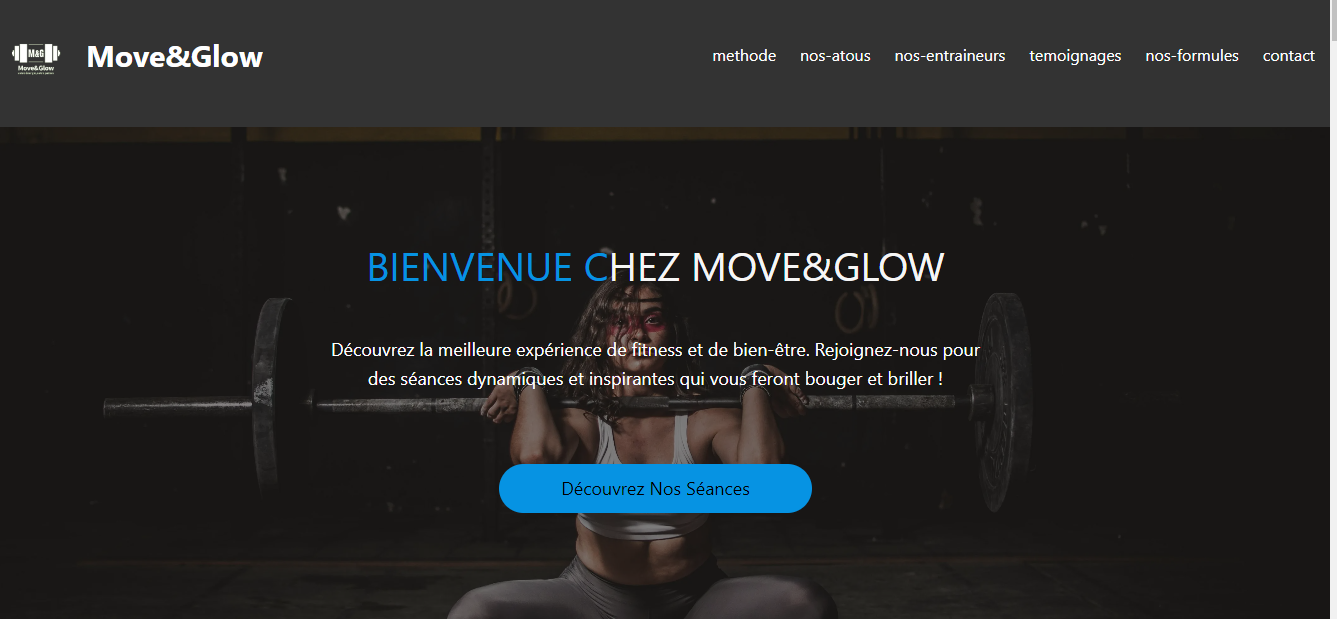 M&G
Move&Glow
Move&Glow
methode nos-atous nos-entraineurs temoignages nos-formules contact
BIENVENUE CHEZ MOVE&GLOW
Découvrez la meilleure expérience de fitness et de bien-être. Rejoignez-nous pour
des séances dynamiques et inspirantes qui vous feront bouger et briller !
Découvrez Nos Séances